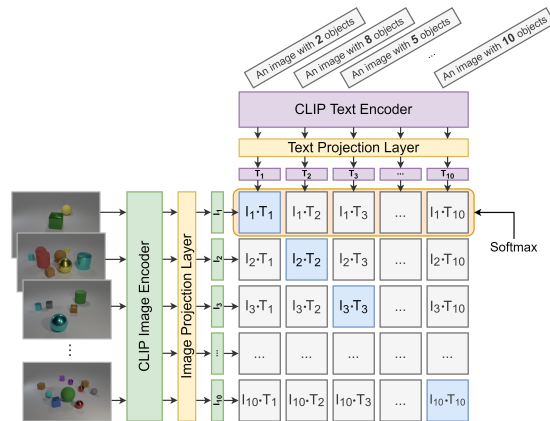 An image with 2 objects
An image with 8 objects
An image with 5 objects
...
An image with 10 objects
CLIP Text Encoder
Text Projection Layer
T1 T2 T3 ... T10
CLIP Image Encoder
Image Projection Layer
I1 I1·T1 I1·T2 I1·T3 ... I1·T10
Softmax
I2 I2·T1 I2·T2 I2·T3 ... I2·T10
I3 I3·T1 I3·T2 I3·T3 ... I3·T10
... ... ... ... ... ...
I10 I10·T1 I10·T2 I10·T3 ... I10·T10